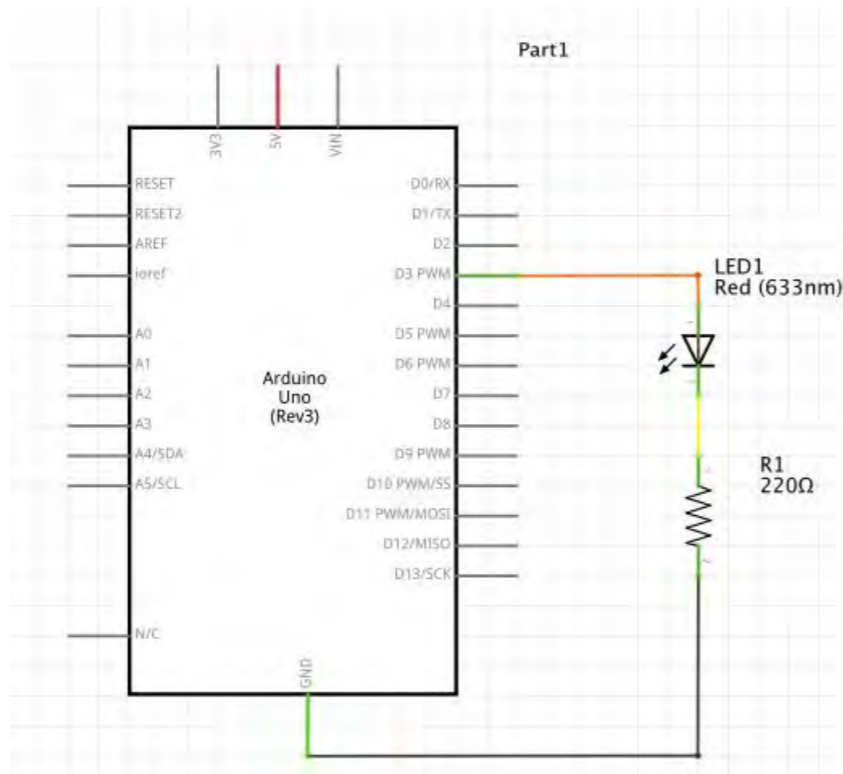 Part1
3V3
5V
VIN
RESET
RESET2
AREF
ioref
A0
A1
A2
A3
A4/SDA
A5/SCL
N/C
Arduino
Uno
(Rev3)
D0/RX
D1/TX
D2
D3 PWM
D4
D5 PWM
D6 PWM
D7
D8
D9 PWM
D10 PWM/SS
D11 PWM/MOSI
D12/MISO
D13/SCK
GND
LED1
Red (633nm)
R1
220Ω